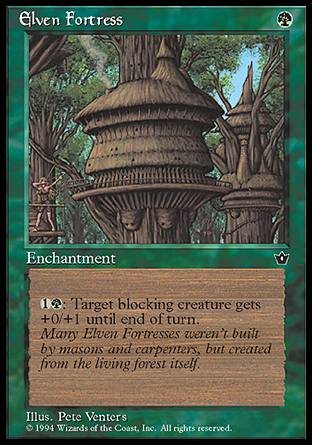 Elven Fortress
Enchantment
1: Target blocking creature gets
+0/+1 until end of turn.
Many Elven Fortresses weren't built
by masons and carpenters, but created
from the living forest itself.
Illus. Pete Venters
© 1994 Wizards of the Coast, Inc. All rights reserved.